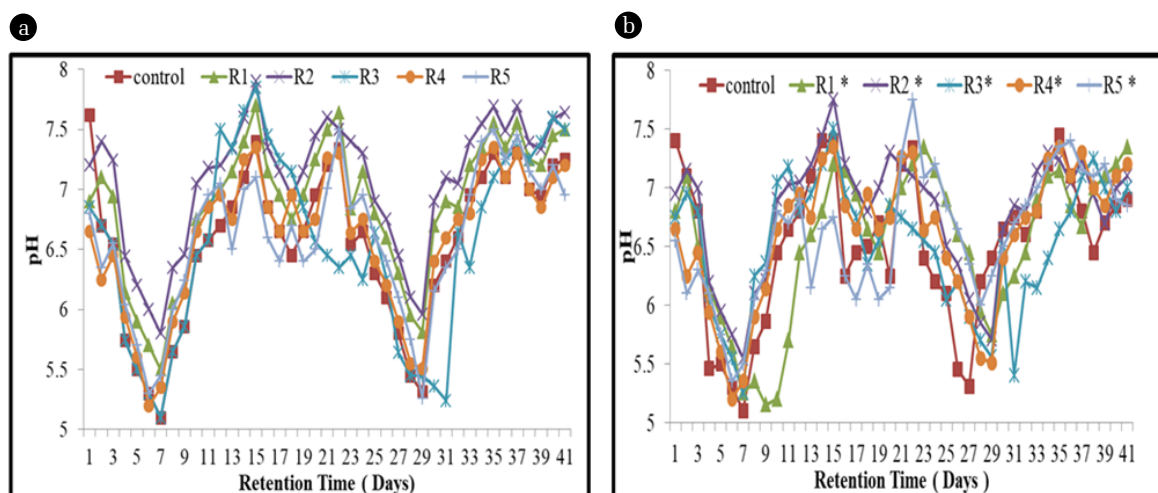 a
8
7.5
7
6.5
6
5.5
5
pH
control R1 R2 R3 R4 R5
1 3 5 7 9 11 13 15 17 19 21 23 25 27 29 31 33 35 37 39 41
Retention Time ( Days)
b
8
7.5
7
6.5
6
5.5
5
pH
control R1 * R2 * R3* R4* R5 *
1 3 5 7 9 11 13 15 17 19 21 23 25 27 29 31 33 35 37 39 41
Retention Time ( Days)